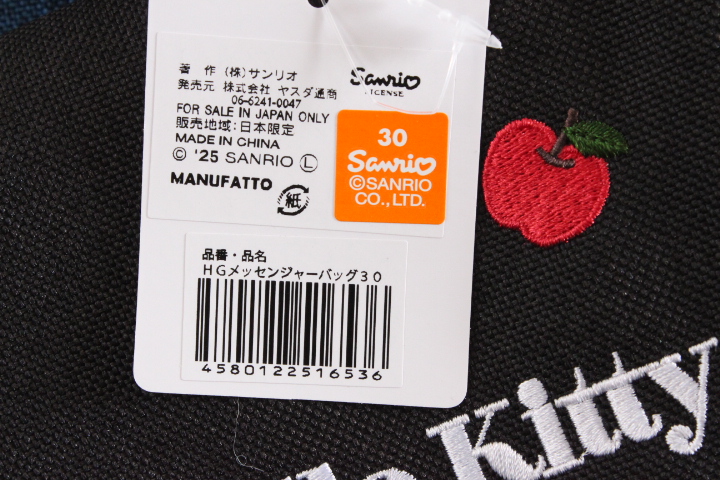 著 作 (株)サンリオ
発売元 株式会社 ヤスダ通商
06-6241-0047
FOR SALE IN JAPAN ONLY
販売地域:日本限定
MADE IN CHINA
© '25 SANRIO Ⓛ
MANUFATTO
紙
Sanrio
LICENSE
30
Sanrio
©SANRIO
CO., LTD.
品番・品名
HGメッセンジャーバッグ30
4580122516536
Kitty